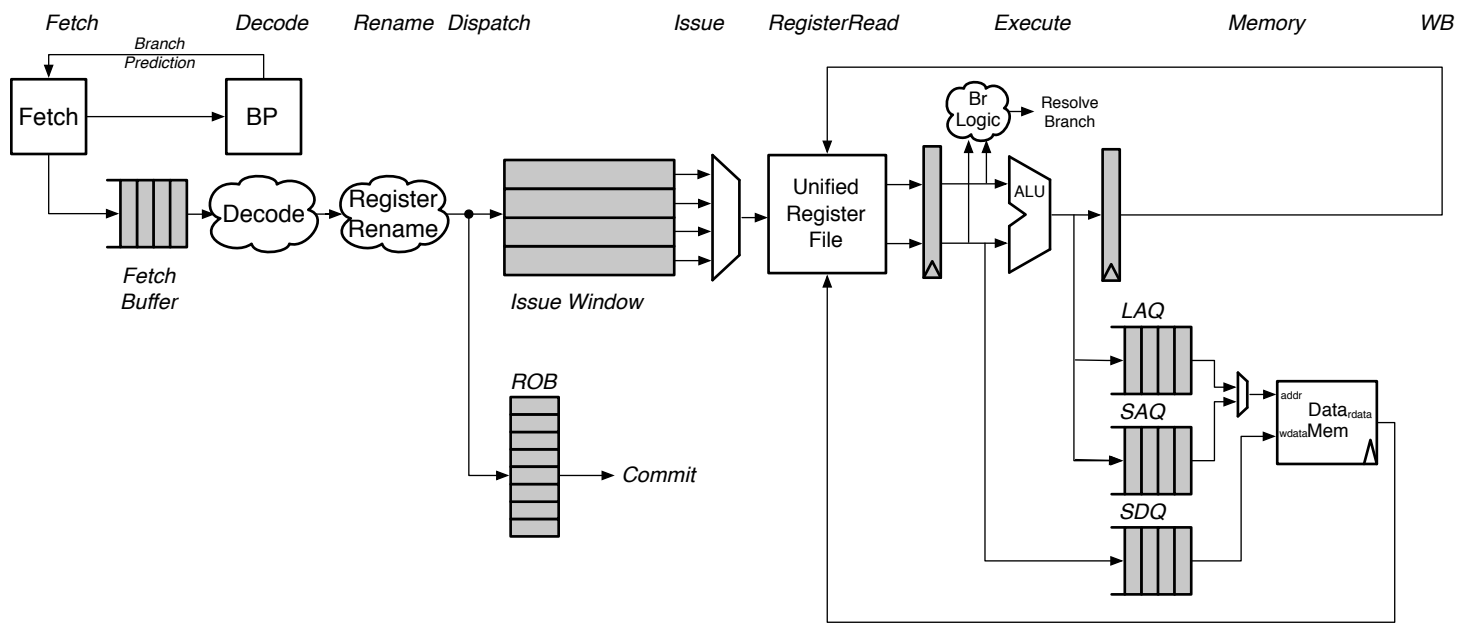 Fetch
Decode
Rename
Dispatch
Issue
RegisterRead
Execute
Memory
WB
Branch
Prediction
Fetch
BP
Br
Logic
Resolve
Branch
Decode
Register
Rename
Unified
Register
File
ALU
Fetch
Buffer
Issue Window
LAQ
ROB
addr
Data
rdata
wdata
Mem
SAQ
Commit
SDQ